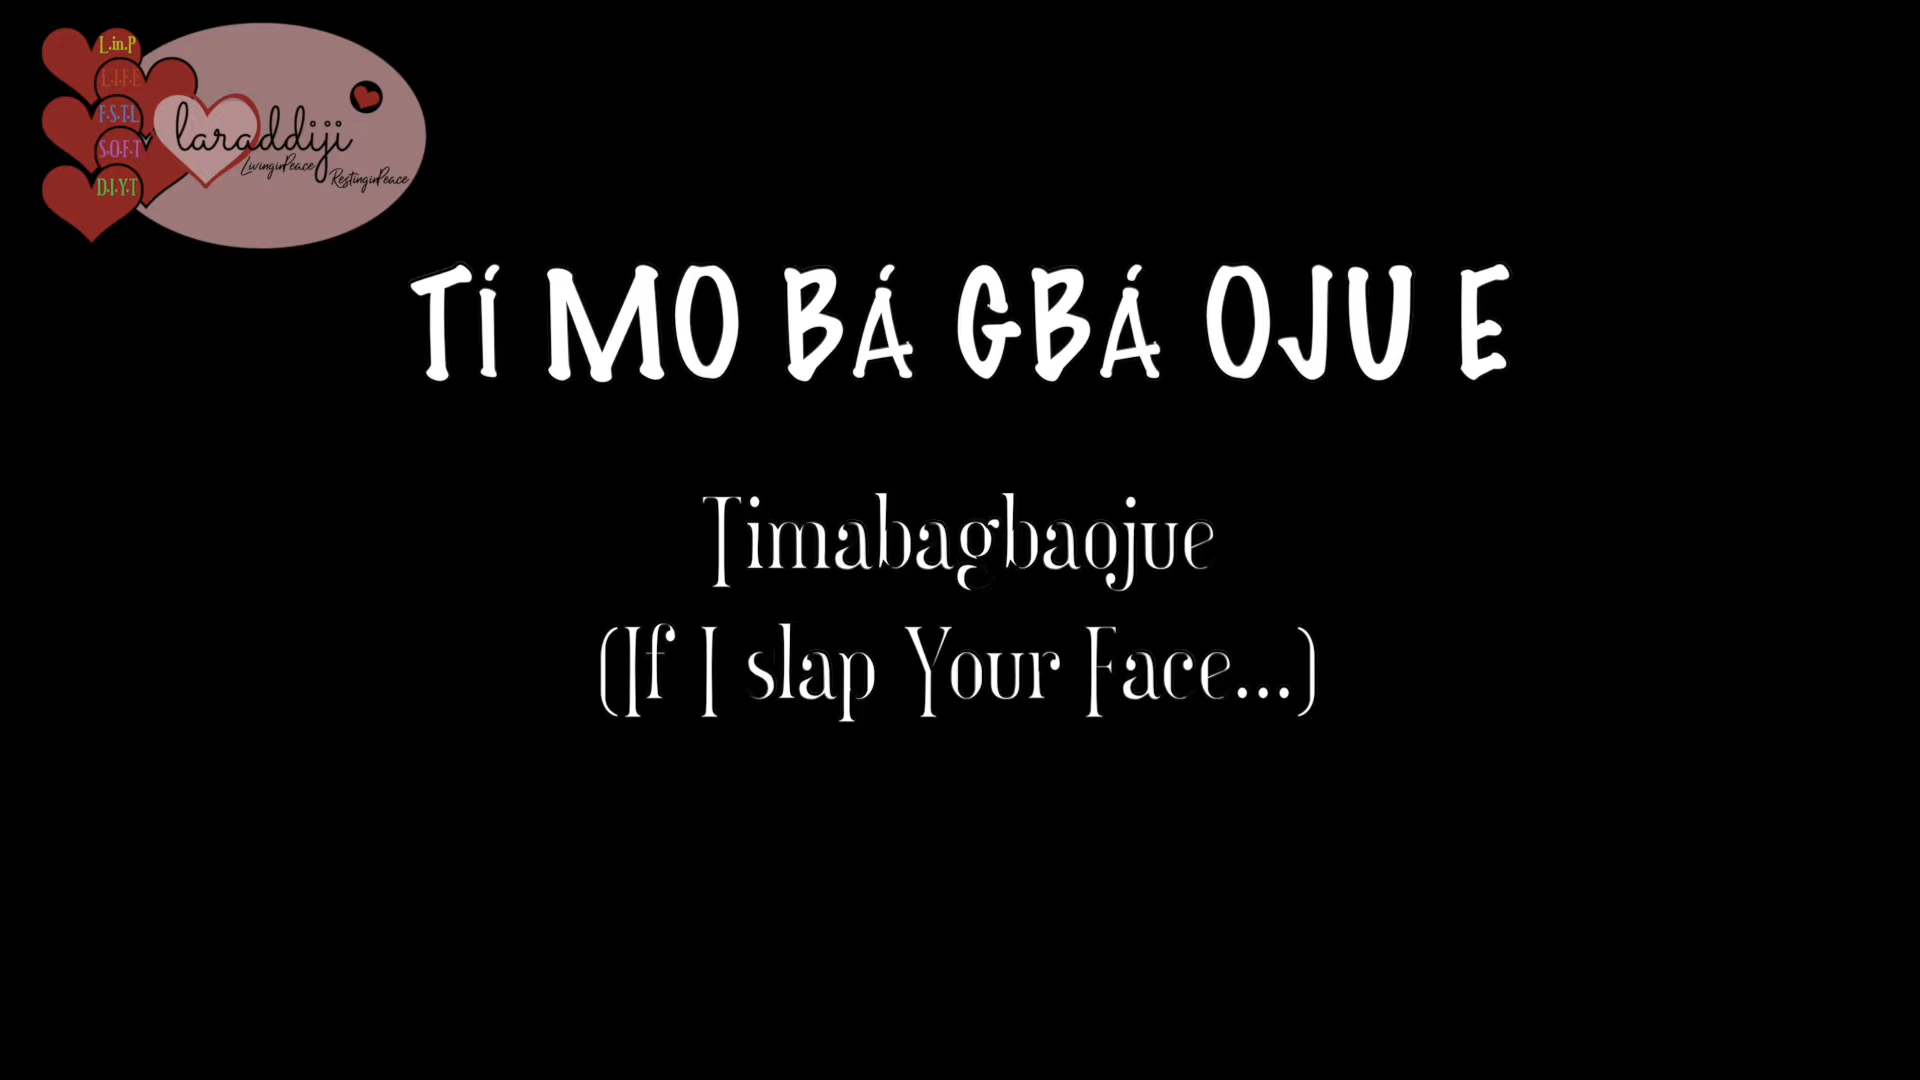 L.in.P
L.I.F.E
F.S.T.L
S.O.F.T
D.I.Y.T
laraddiji
LivinginPeace
RestinginPeace
TÍ MO BÁ GBÁ OJU E
Timabagbaojue
(If I slap Your Face...)